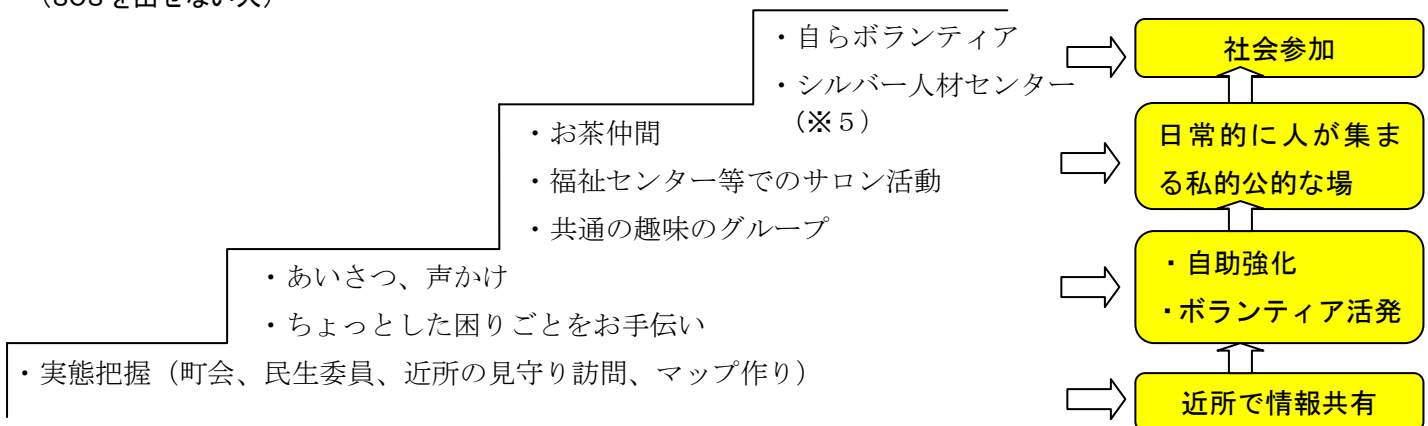 （SOSを出せない人）
・自らボランティア
・シルバー人材センター
（※５）
社会参加
・お茶仲間
・福祉センター等でのサロン活動
・共通の趣味のグループ
日常的に人が集ま
る私的公的な場
・あいさつ、声かけ
・ちょっとした困りごとをお手伝い
・自助強化
・ボランティア活発
・実態把握（町会、民生委員、近所の見守り訪問、マップ作り）
近所で情報共有